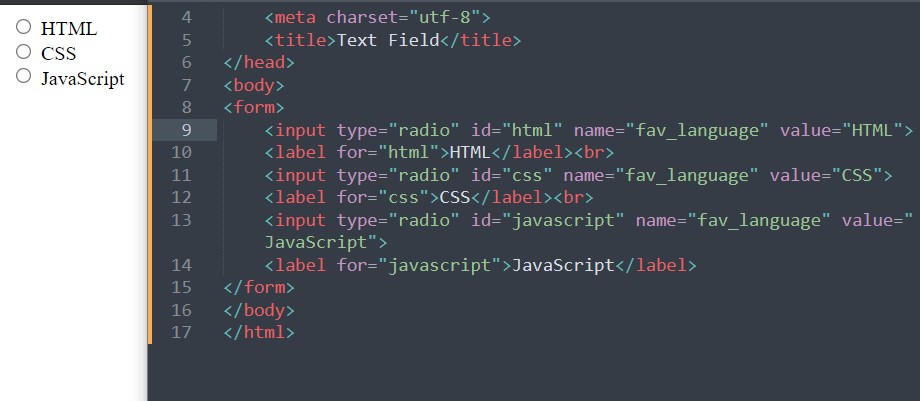 HTML
CSS
JavaScript
4 <meta charset="utf-8">
5 <title>Text Field</title>
6 </head>
7 <body>
8 <form>
9 <input type="radio" id="html" name="fav_language" value="HTML">
10 <label for="html">HTML</label><br>
11 <input type="radio" id="css" name="fav_language" value="CSS">
12 <label for="css">CSS</label><br>
13 <input type="radio" id="javascript" name="fav_language" value="
JavaScript">
14 <label for="javascript">JavaScript</label>
15 </form>
16 </body>
17 </html>